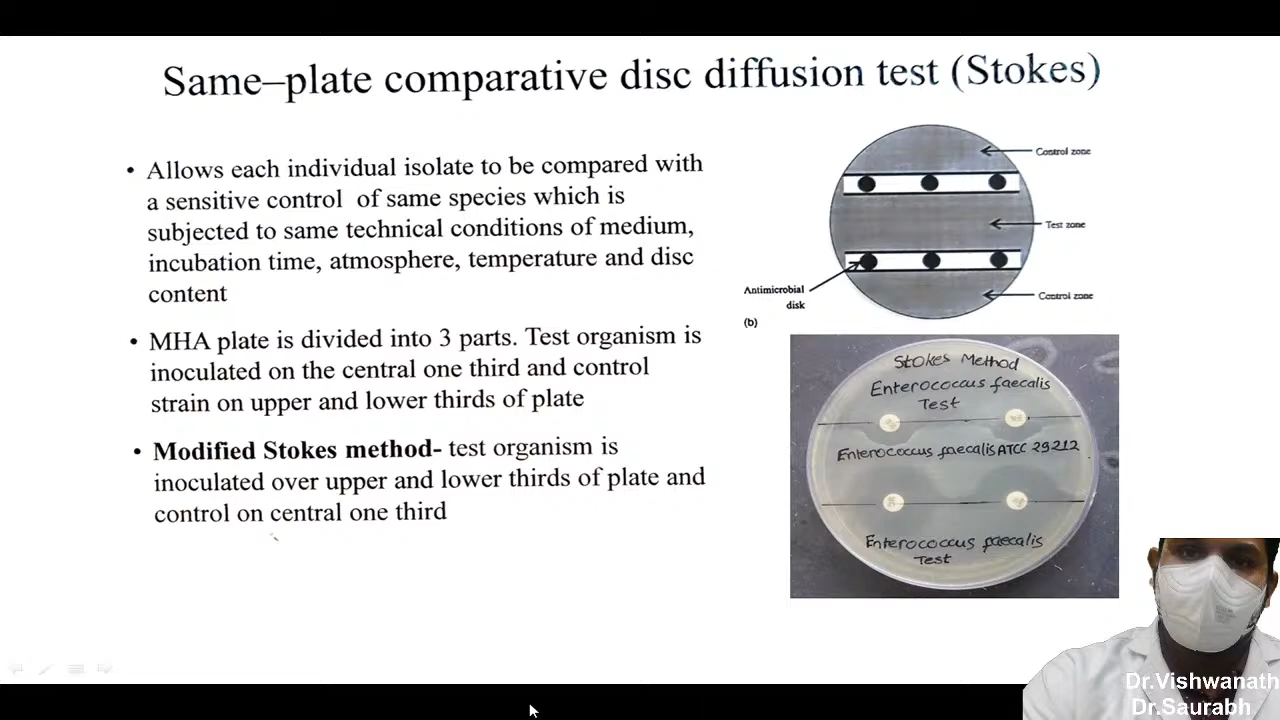 Same–plate comparative disc diffusion test (Stokes)
• Allows each individual isolate to be compared with
a sensitive control of same species which is
subjected to same technical conditions of medium,
incubation time, atmosphere, temperature and disc
content
• MHA plate is divided into 3 parts. Test organism is
inoculated on the central one third and control
strain on upper and lower thirds of plate
• Modified Stokes method- test organism is
inoculated over upper and lower thirds of plate and
control on central one third
Control zone
Test zone
Control zone
Antimicrobial
disk
(b)
Stokes Method
Enterococcus faecalis
Test
Enterococcus faecalis ATCC 29212
Enterococcus faecalis
Test
Dr.Vishwanath
Dr.Saurabh